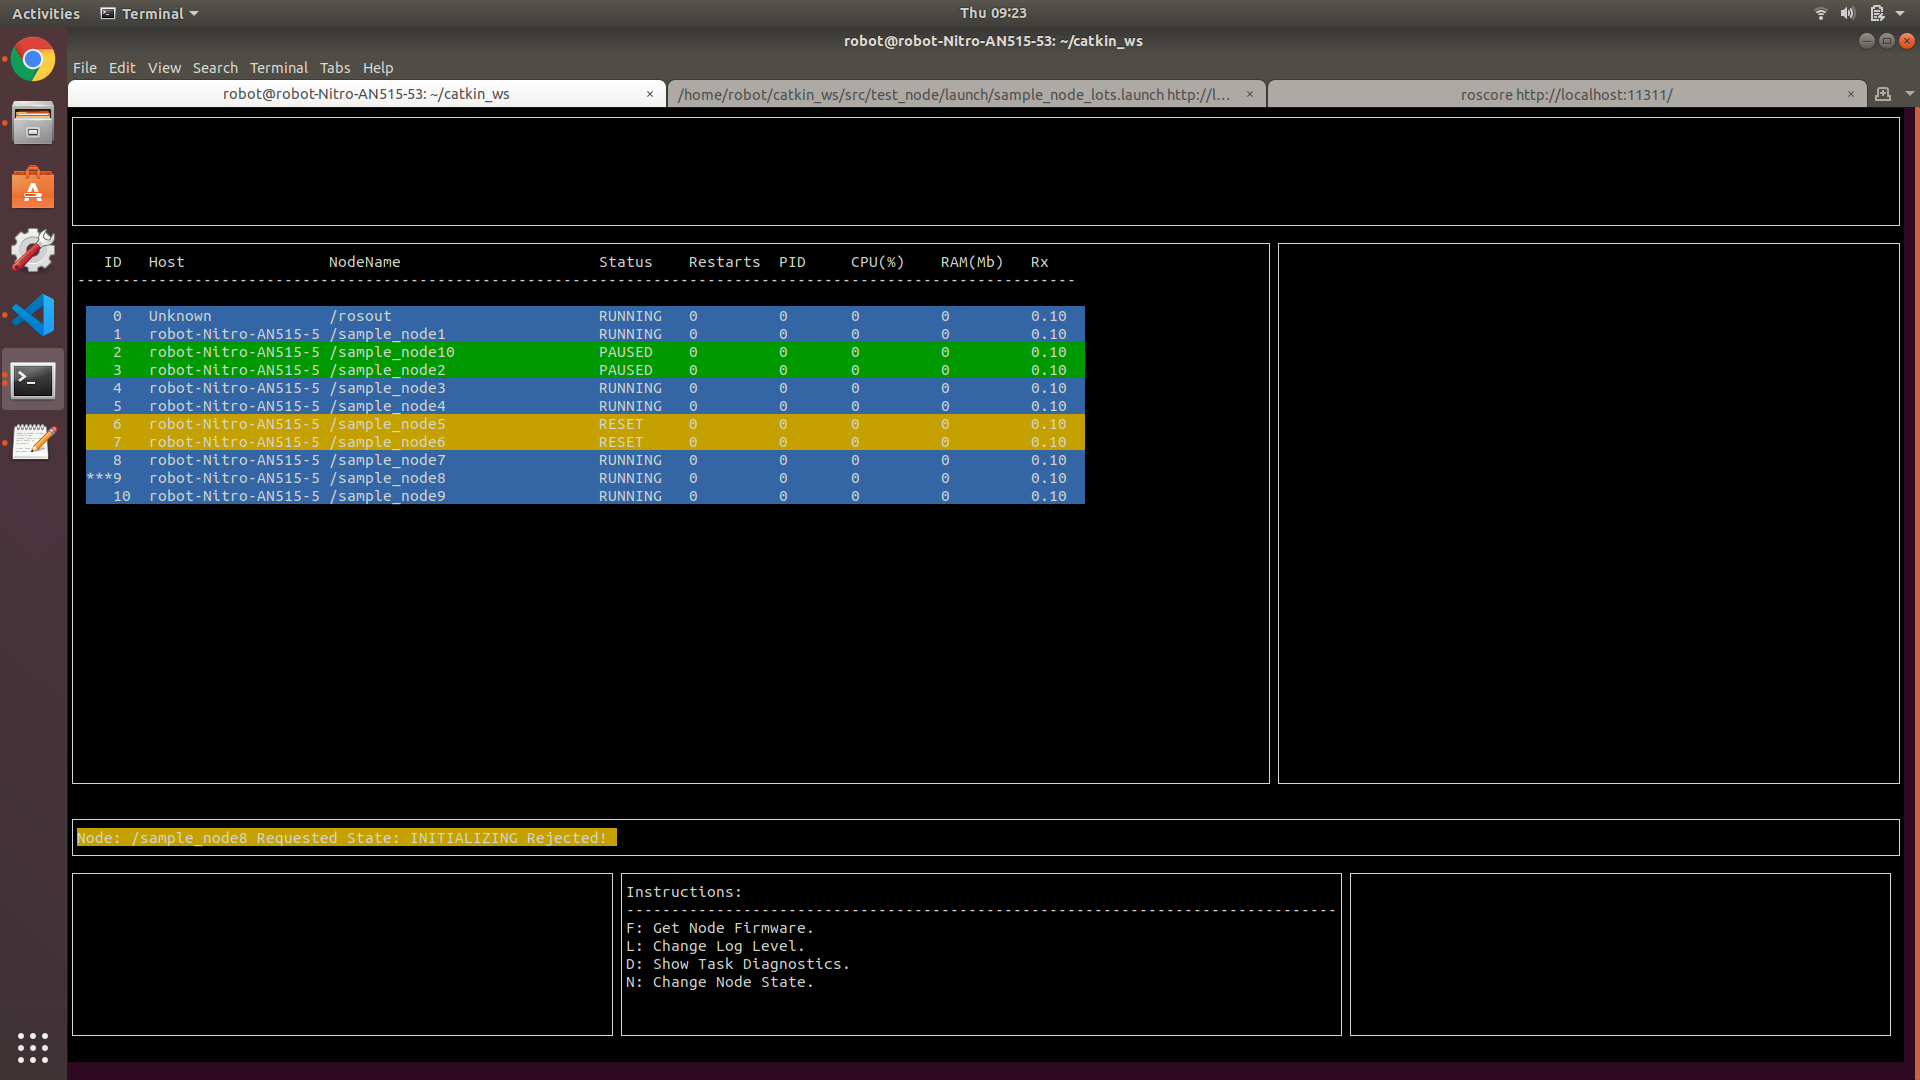 Activities Terminal Thu 09:23
robot@robot-Nitro-AN515-53: ~/catkin_ws
File Edit View Search Terminal Tabs Help
robot@robot-Nitro-AN515-53: ~/catkin_ws × /home/robot/catkin_ws/src/test_node/launch/sample_node_lots.launch http://l... × roscore http://localhost:11311/ ×
ID Host NodeName Status Restarts PID CPU(%) RAM(Mb) Rx
---------------------------------------------------------------------------------------------------------------
0 Unknown /rosout RUNNING 0 0 0 0 0.10
1 robot-Nitro-AN515-5 /sample_node1 RUNNING 0 0 0 0 0.10
2 robot-Nitro-AN515-5 /sample_node10 PAUSED 0 0 0 0 0.10
3 robot-Nitro-AN515-5 /sample_node2 PAUSED 0 0 0 0 0.10
4 robot-Nitro-AN515-5 /sample_node3 RUNNING 0 0 0 0 0.10
5 robot-Nitro-AN515-5 /sample_node4 RUNNING 0 0 0 0 0.10
6 robot-Nitro-AN515-5 /sample_node5 RESET 0 0 0 0 0.10
7 robot-Nitro-AN515-5 /sample_node6 RESET 0 0 0 0 0.10
8 robot-Nitro-AN515-5 /sample_node7 RUNNING 0 0 0 0 0.10
***9 robot-Nitro-AN515-5 /sample_node8 RUNNING 0 0 0 0 0.10
10 robot-Nitro-AN515-5 /sample_node9 RUNNING 0 0 0 0 0.10
Node: /sample_node8 Requested State: INITIALIZING Rejected!
Instructions:
-------------------------------------------------------------------------------
F: Get Node Firmware.
L: Change Log Level.
D: Show Task Diagnostics.
N: Change Node State.